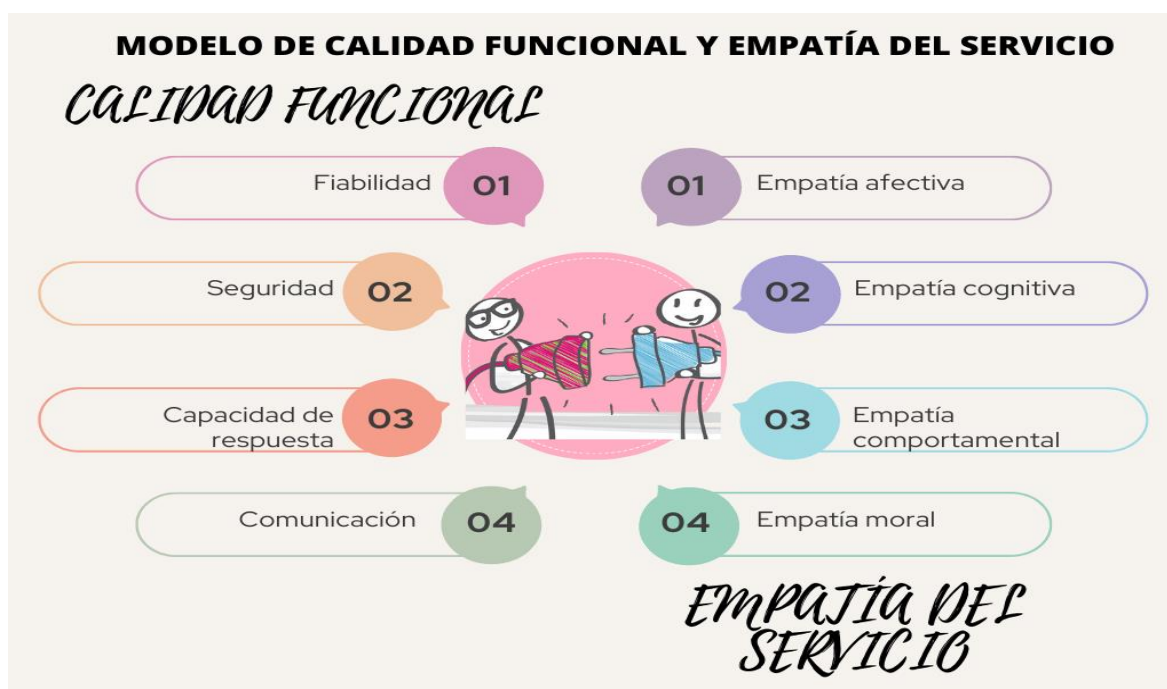 MODELO DE CALIDAD FUNCIONAL Y EMPATÍA DEL SERVICIO
CALIDAD FUNCIONAL
Fiabilidad 01
01 Empatía afectiva
Seguridad 02
02 Empatía cognitiva
Capacidad de
respuesta
03
03
Empatía
comportamental
Comunicación 04
04 Empatía moral
EMPATÍA DEL
SERVICIO